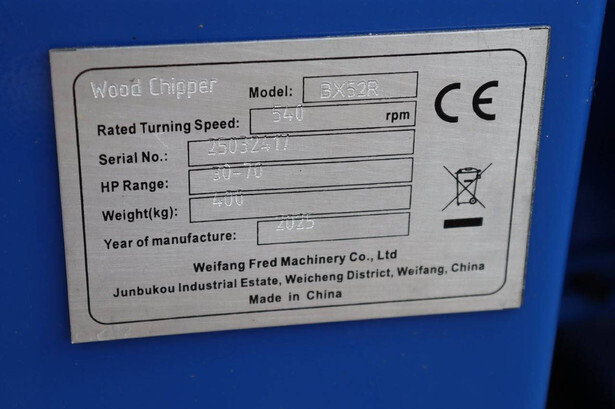 Wood Chipper Model: BX52R
Rated Turning Speed: 540 rpm
Serial No.: 25032417
HP Range: 30-70
Weight(kg): 400
Year of manufacture: 2025
CE
Weifang Fred Machinery Co., Ltd
Junbukou Industrial Estate, Weicheng District, Weifang, China
Made in China